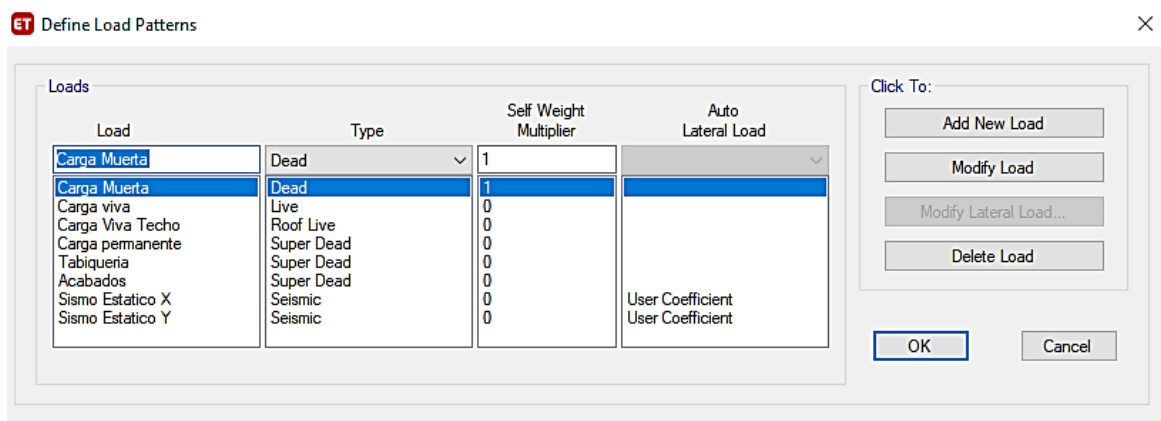 ET Define Load Patterns
Loads
Click To:
Load Type Self Weight Multiplier Auto Lateral Load
Carga Muerta Dead 1
Carga Muerta Dead 1
Carga viva Live 0
Carga Viva Techo Roof Live 0
Carga permanente Super Dead 0
Tabiqueria Super Dead 0
Acabados Super Dead 0
Sismo Estatico X Seismic 0 User Coefficient
Sismo Estatico Y Seismic 0 User Coefficient
Add New Load
Modify Load
Modify Lateral Load...
Delete Load
OK
Cancel